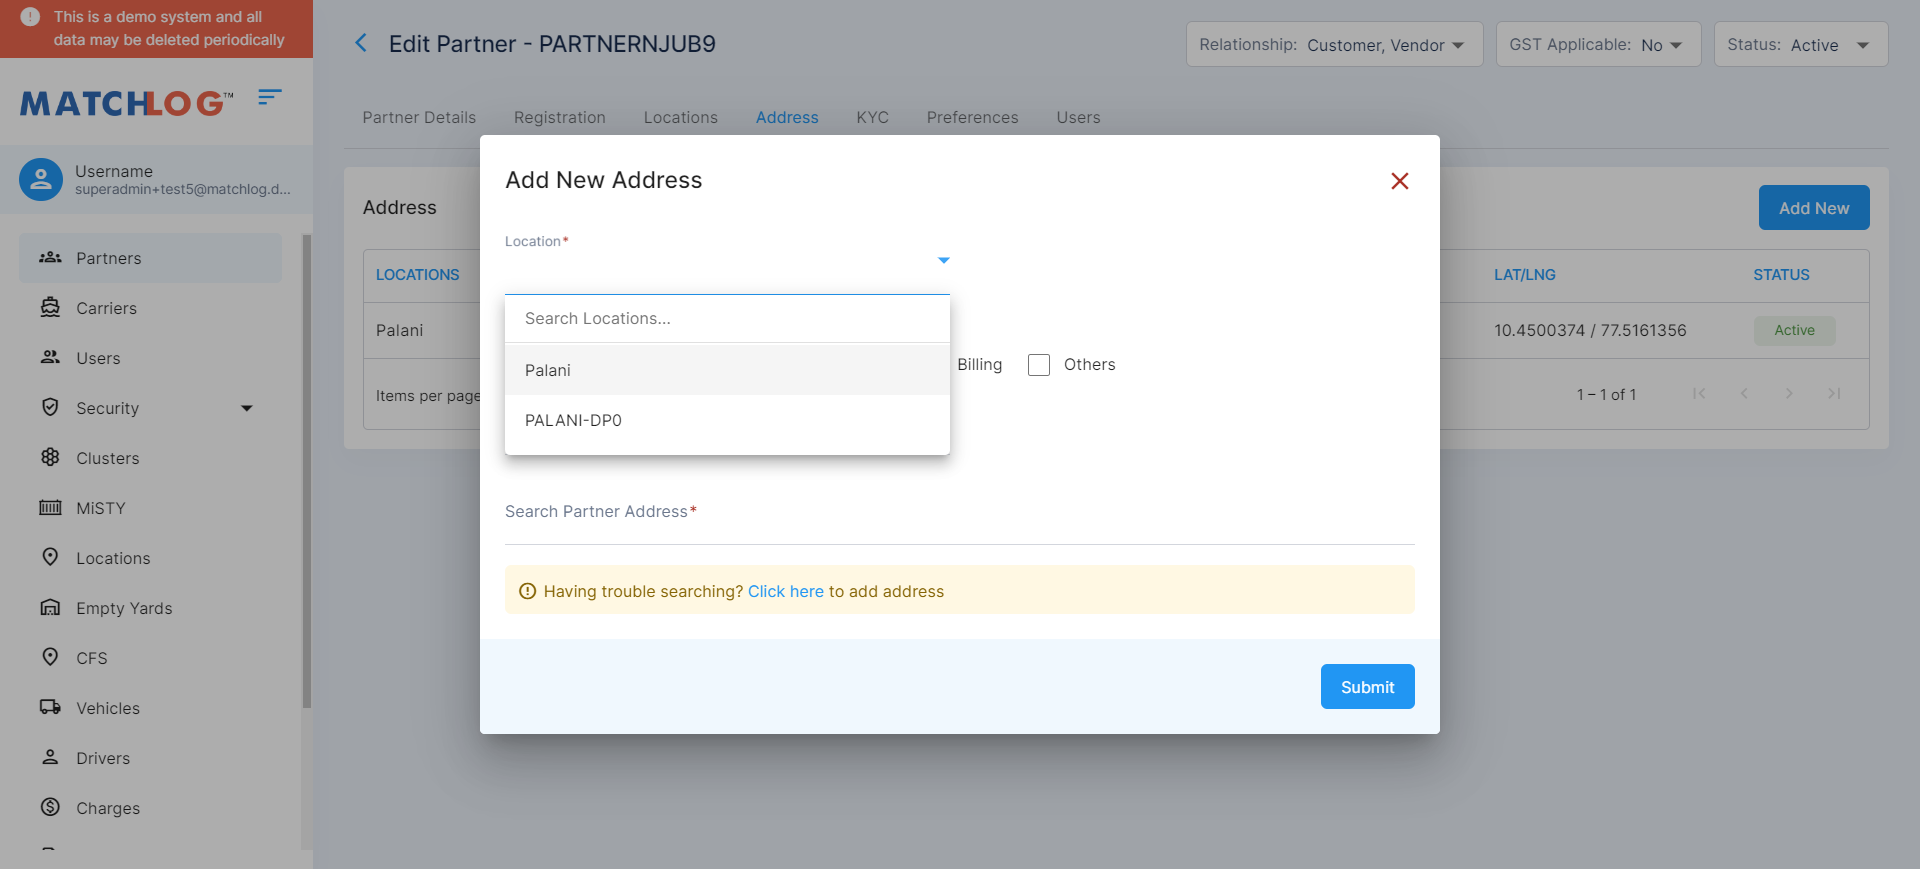 This is a demo system and all
data may be deleted periodically
MATCHLOG™
Username
superadmin+test5@matchlog.d...
Partners
Carriers
Users
Security
Clusters
MiSTY
Locations
Empty Yards
CFS
Vehicles
Drivers
Charges
Edit Partner - PARTNERNJUB9
Relationship: Customer, Vendor
GST Applicable: No
Status: Active
Partner Details
Registration
Locations
Address
KYC
Preferences
Users
Address
Add New
LOCATIONS
LAT/LNG
STATUS
Palani
10.4500374 / 77.5161356
Active
Items per page
1 – 1 of 1
Add New Address
Location*
Search Locations...
Palani
PALANI-DP0
Billing
Others
Search Partner Address*
Having trouble searching? Click here to add address
Submit